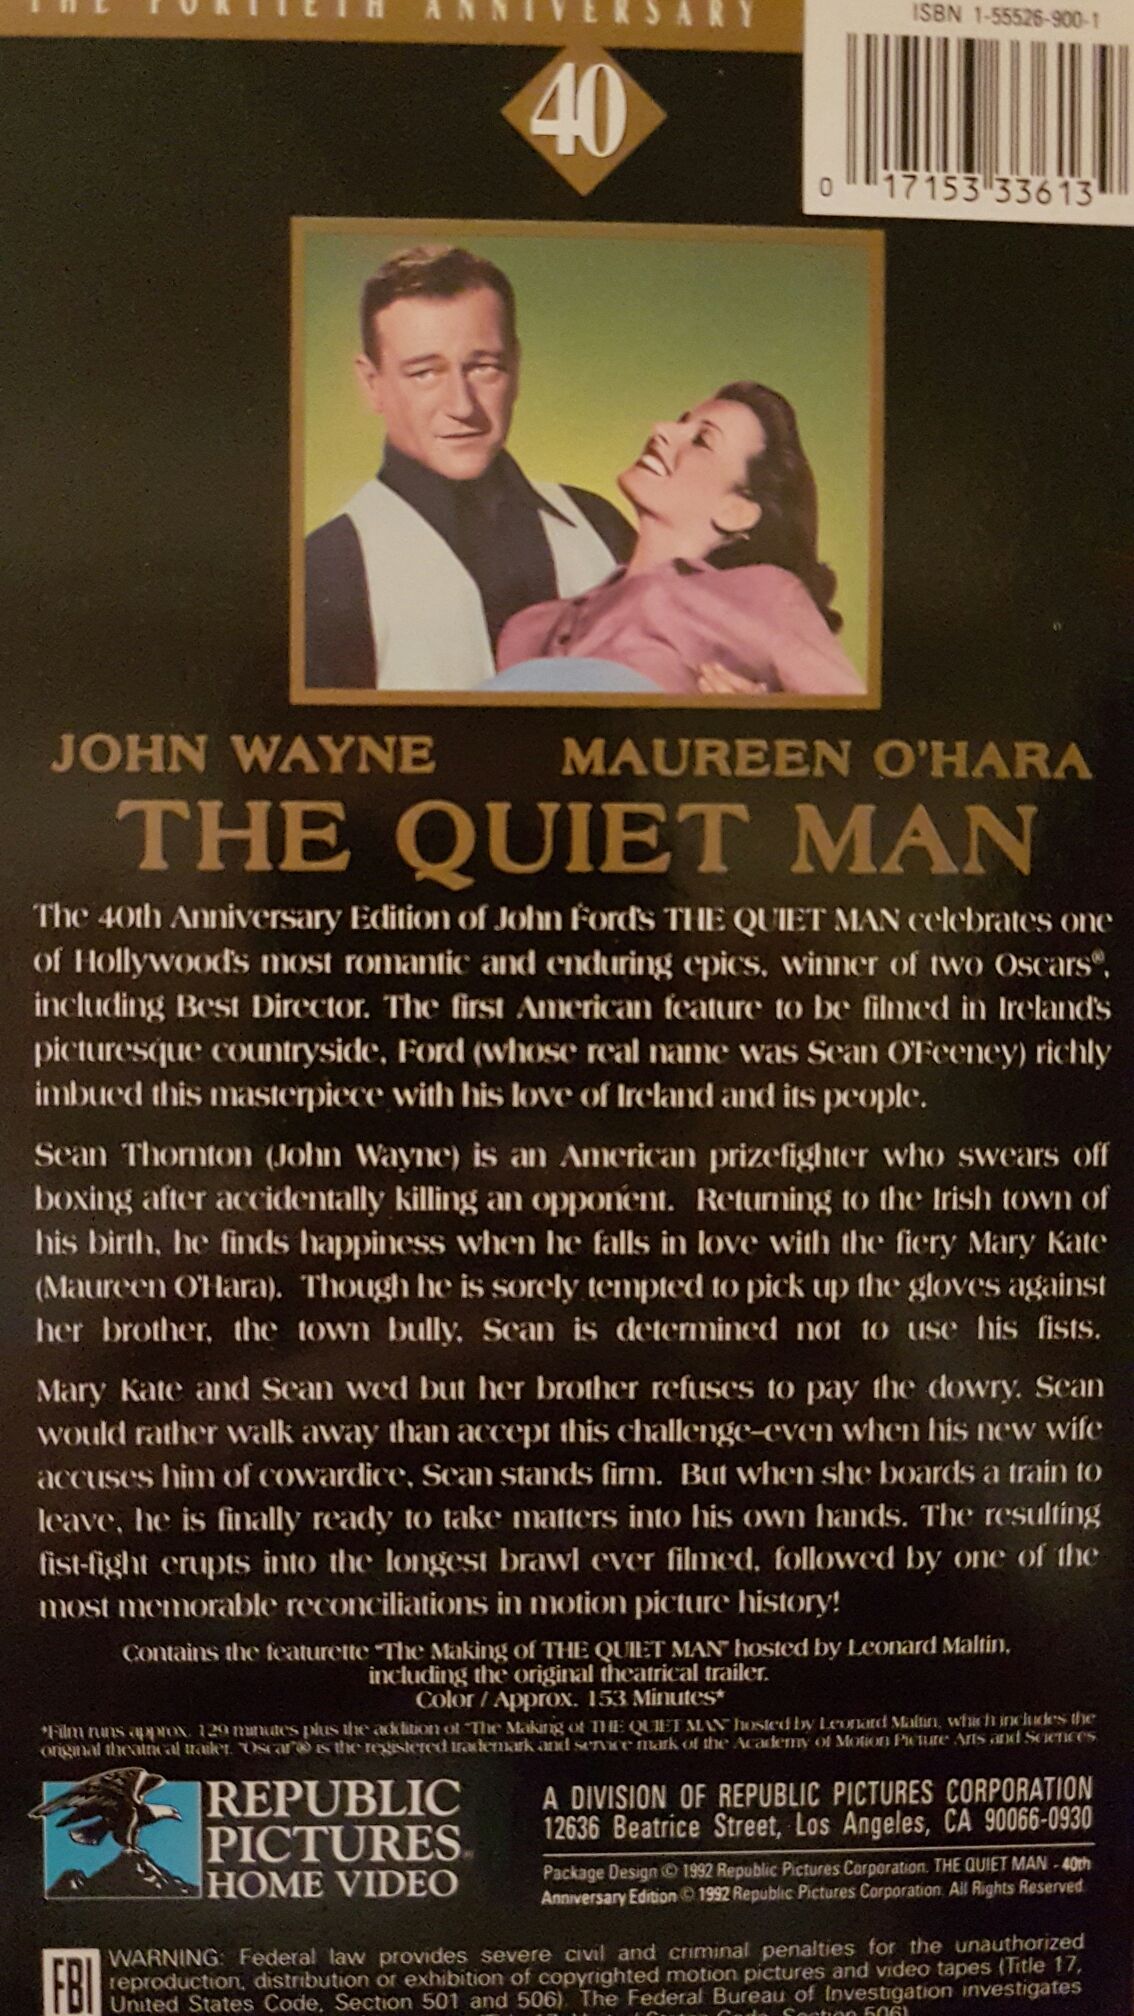 THE FORTIETH ANNIVERSARY
ISBN 1-55526-900-1
40
0 17153 33613
JOHN WAYNE MAUREEN O'HARA
THE QUIET MAN
The 40th Anniversary Edition of John Ford's THE QUIET MAN celebrates one
of Hollywood's most romantic and enduring epics, winner of two Oscars®,
including Best Director. The first American feature to be filmed in Ireland's
picturesque countryside, Ford (whose real name was Sean O'Feeney) richly
imbued this masterpiece with his love of Ireland and its people.
Sean Thornton (John Wayne) is an American prizefighter who swears off
boxing after accidentally killing an opponent. Returning to the Irish town of
his birth, he finds happiness when he falls in love with the fiery Mary Kate
(Maureen O'Hara). Though he is sorely tempted to pick up the gloves against
her brother, the town bully, Sean is determined not to use his fists.
Mary Kate and Sean wed but her brother refuses to pay the dowry. Sean
would rather walk away than accept this challenge–even when his new wife
accuses him of cowardice, Sean stands firm. But when she boards a train to
leave, he is finally ready to take matters into his own hands. The resulting
fist-fight erupts into the longest brawl ever filmed, followed by one of the
most memorable reconciliations in motion picture history!
Contains the featurette "The Making of THE QUIET MAN" hosted by Leonard Maltin,
including the original theatrical trailer.
Color / Approx. 153 Minutes*
*Film runs approx. 129 minutes plus the addition of "The Making of THE QUIET MAN" hosted by Leonard Maltin, which includes the
original theatrical trailer. "Oscar"® is the registered trademark and service mark of the Academy of Motion Picture Arts and Sciences
REPUBLIC
PICTURES
HOME VIDEO
A DIVISION OF REPUBLIC PICTURES CORPORATION
12636 Beatrice Street, Los Angeles, CA 90066-0930
Package Design © 1992 Republic Pictures Corporation. THE QUIET MAN - 40th
Anniversary Edition © 1992 Republic Pictures Corporation. All Rights Reserved.
FBI
WARNING: Federal law provides severe civil and criminal penalties for the unauthorized
reproduction, distribution or exhibition of copyrighted motion pictures and video tapes (Title 17,
United States Code, Section 501 and 506). The Federal Bureau of Investigation investigates
Section 506)